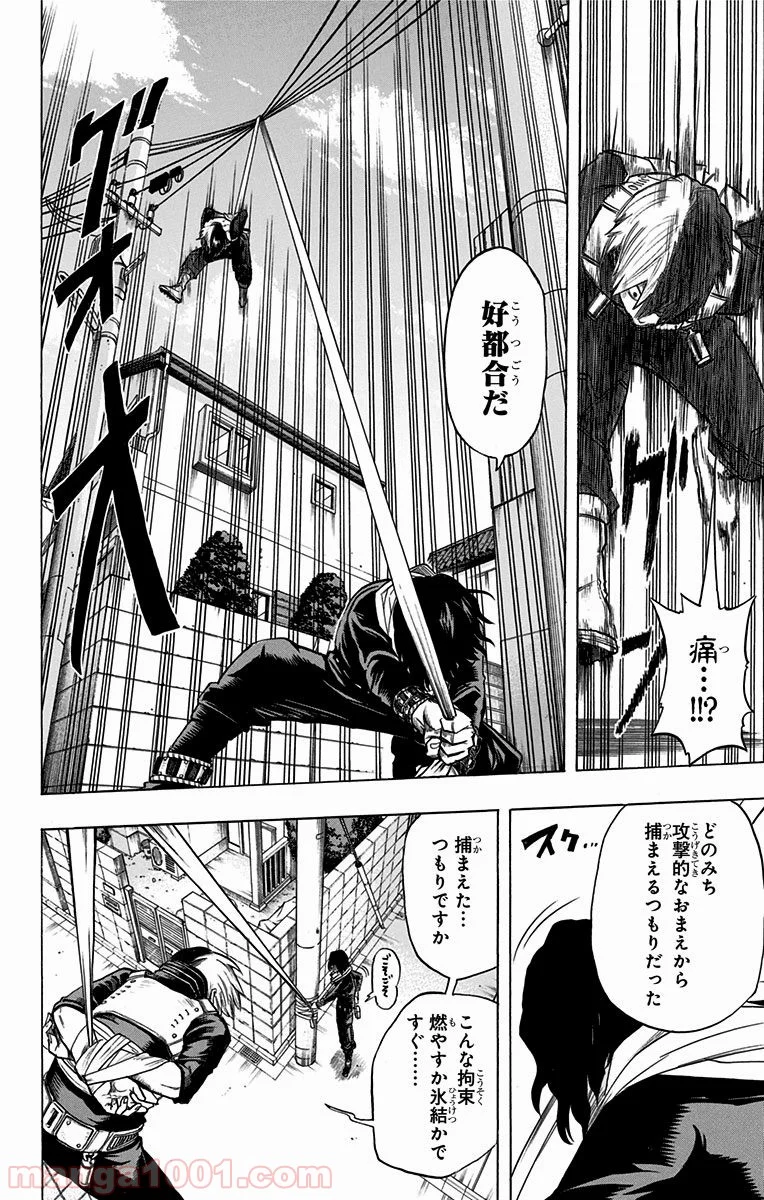 痛…!!?
グ
好都合だ
グオオ
どのみち
攻撃的なおまえから
捕まえるつもりだった
スク…
捕まえた…
つもりですか
ごそごそ
こんな拘束
燃やすか氷結かで
すぐ………
manga1001.com